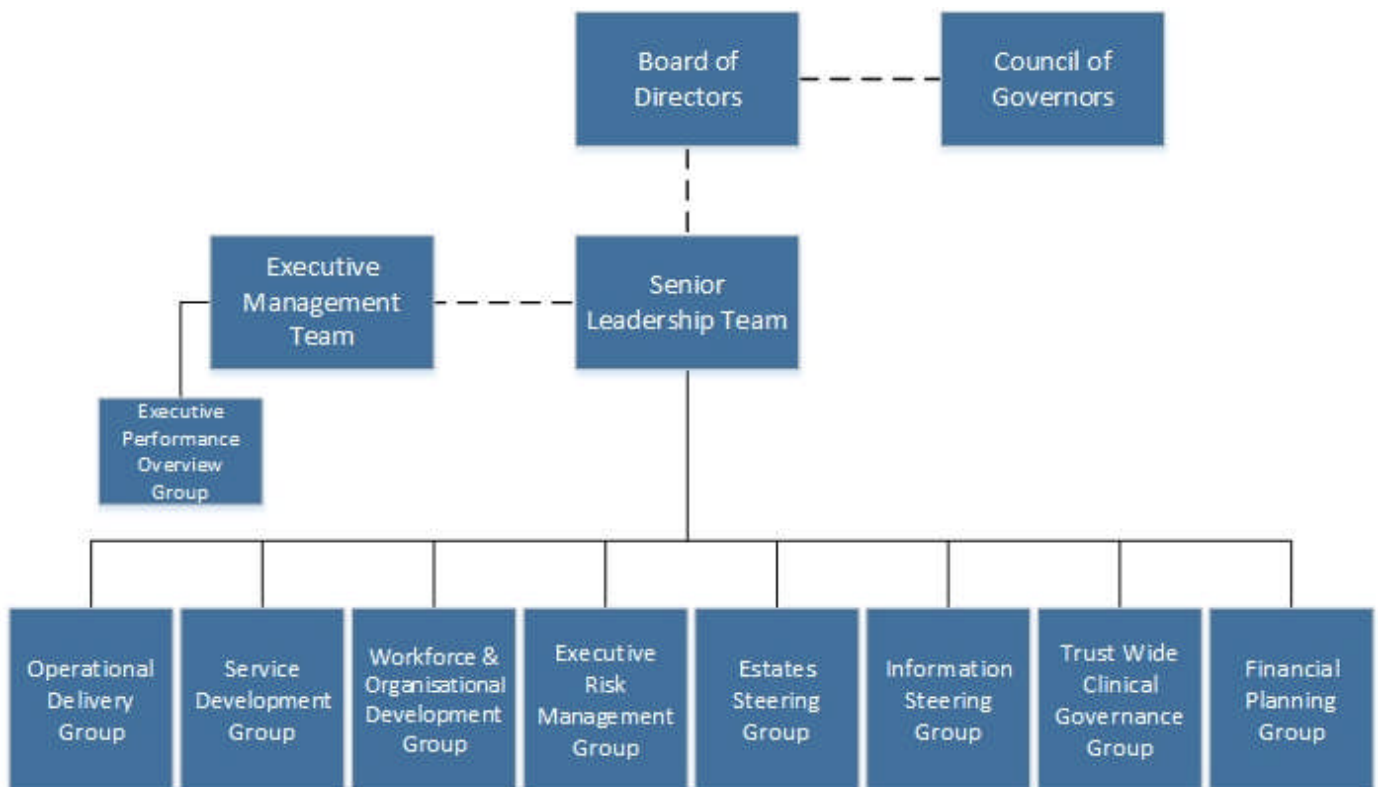 Board of
Directors
Council of
Governors
Executive
Management
Team
Senior
Leadership Team
Executive
Performance
Overview
Group
Operational
Delivery
Group
Service
Development
Group
Workforce &
Organisational
Development
Group
Executive
Risk
Management
Group
Estates
Steering
Group
Information
Steering
Group
Trust Wide
Clinical
Governance
Group
Financial
Planning
Group